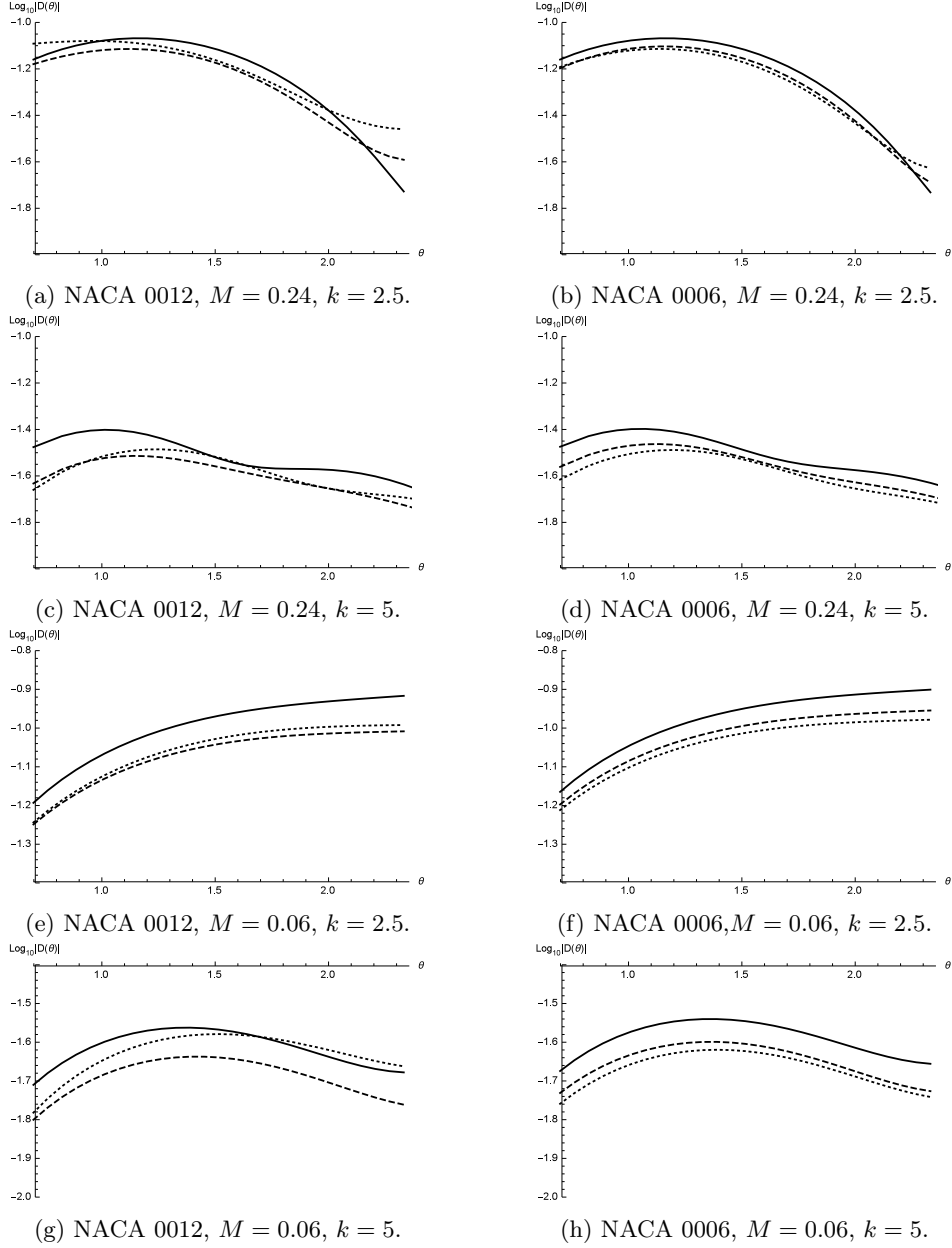 Log₁₀|D(θ)|
-1.0
-1.2
-1.4
-1.6
-1.8
1.0 1.5 2.0 θ
(a) NACA 0012, M = 0.24, k = 2.5.
Log₁₀|D(θ)|
-1.0
-1.2
-1.4
-1.6
-1.8
1.0 1.5 2.0 θ
(b) NACA 0006, M = 0.24, k = 2.5.
Log₁₀|D(θ)|
-1.0
-1.2
-1.4
-1.6
-1.8
1.0 1.5 2.0 θ
(c) NACA 0012, M = 0.24, k = 5.
Log₁₀|D(θ)|
-1.0
-1.2
-1.4
-1.6
-1.8
1.0 1.5 2.0 θ
(d) NACA 0006, M = 0.24, k = 5.
Log₁₀|D(θ)|
-0.8
-0.9
-1.0
-1.1
-1.2
-1.3
1.0 1.5 2.0 θ
(e) NACA 0012, M = 0.06, k = 2.5.
Log₁₀|D(θ)|
-0.8
-0.9
-1.0
-1.1
-1.2
-1.3
1.0 1.5 2.0 θ
(f) NACA 0006,M = 0.06, k = 2.5.
Log₁₀|D(θ)|
1.0 1.5 2.0 θ
-1.5
-1.6
-1.7
-1.8
-1.9
-2.0
(g) NACA 0012, M = 0.06, k = 5.
Log₁₀|D(θ)|
1.0 1.5 2.0 θ
-1.5
-1.6
-1.7
-1.8
-1.9
-2.0
(h) NACA 0006, M = 0.06, k = 5.